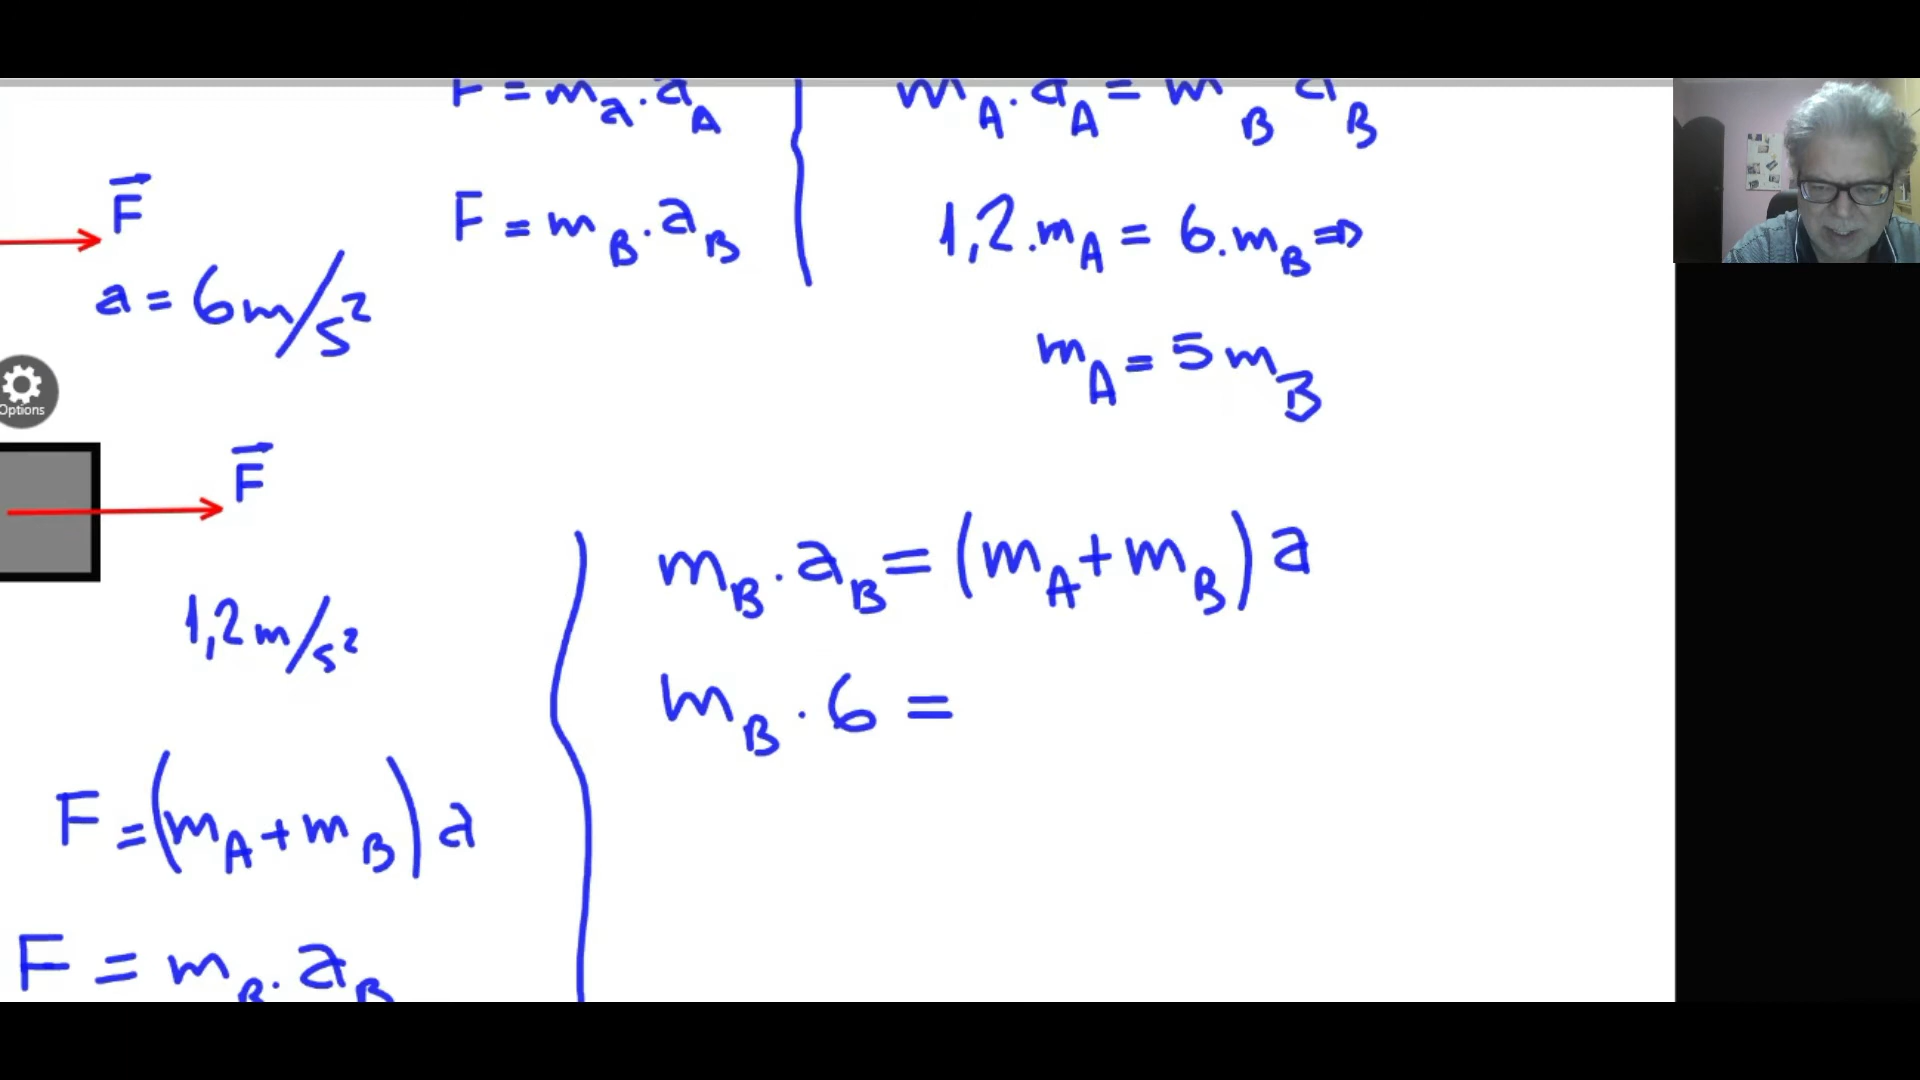 F = mₐ . a_A
m_A . a_A = m_B a_B
F⃗
F = m_B . a_B
1,2 . m_A = 6 . m_B ⇒
a = 6 m/s²
m_A = 5 m_B
Options
F⃗
m_B . a_B = (m_A + m_B) a
1,2 m/s²
m_B . 6 =
F = (m_A + m_B) a
F = m_B . a_B